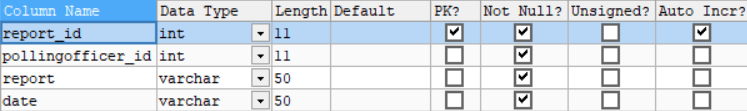 Column Name Data Type Length Default PK? Not Null? Unsigned? Auto Incr?
report_id int 11
pollingofficer_id int 11
report varchar 50
date varchar 50